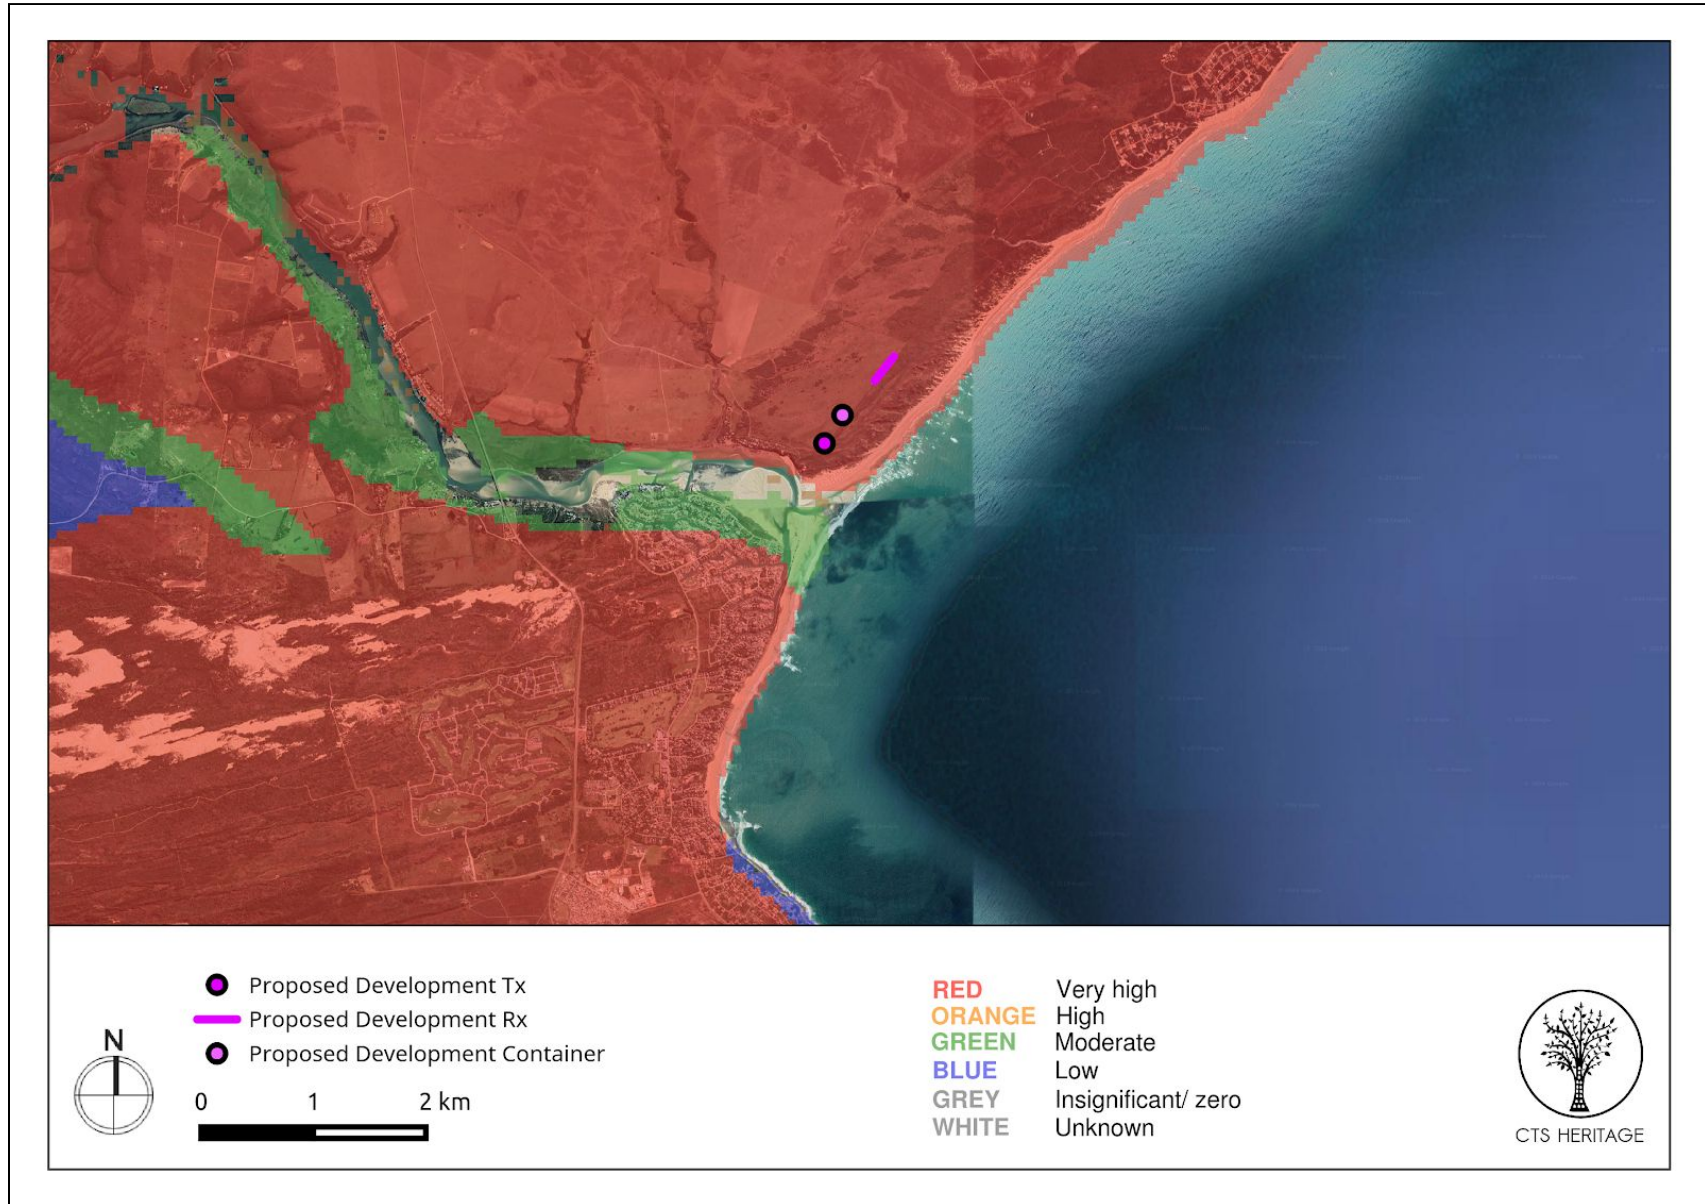 Proposed Development Tx
Proposed Development Rx
Proposed Development Container
N
0 1 2 km
RED Very high
ORANGE High
GREEN Moderate
BLUE Low
GREY Insignificant/ zero
WHITE Unknown
CTS HERITAGE